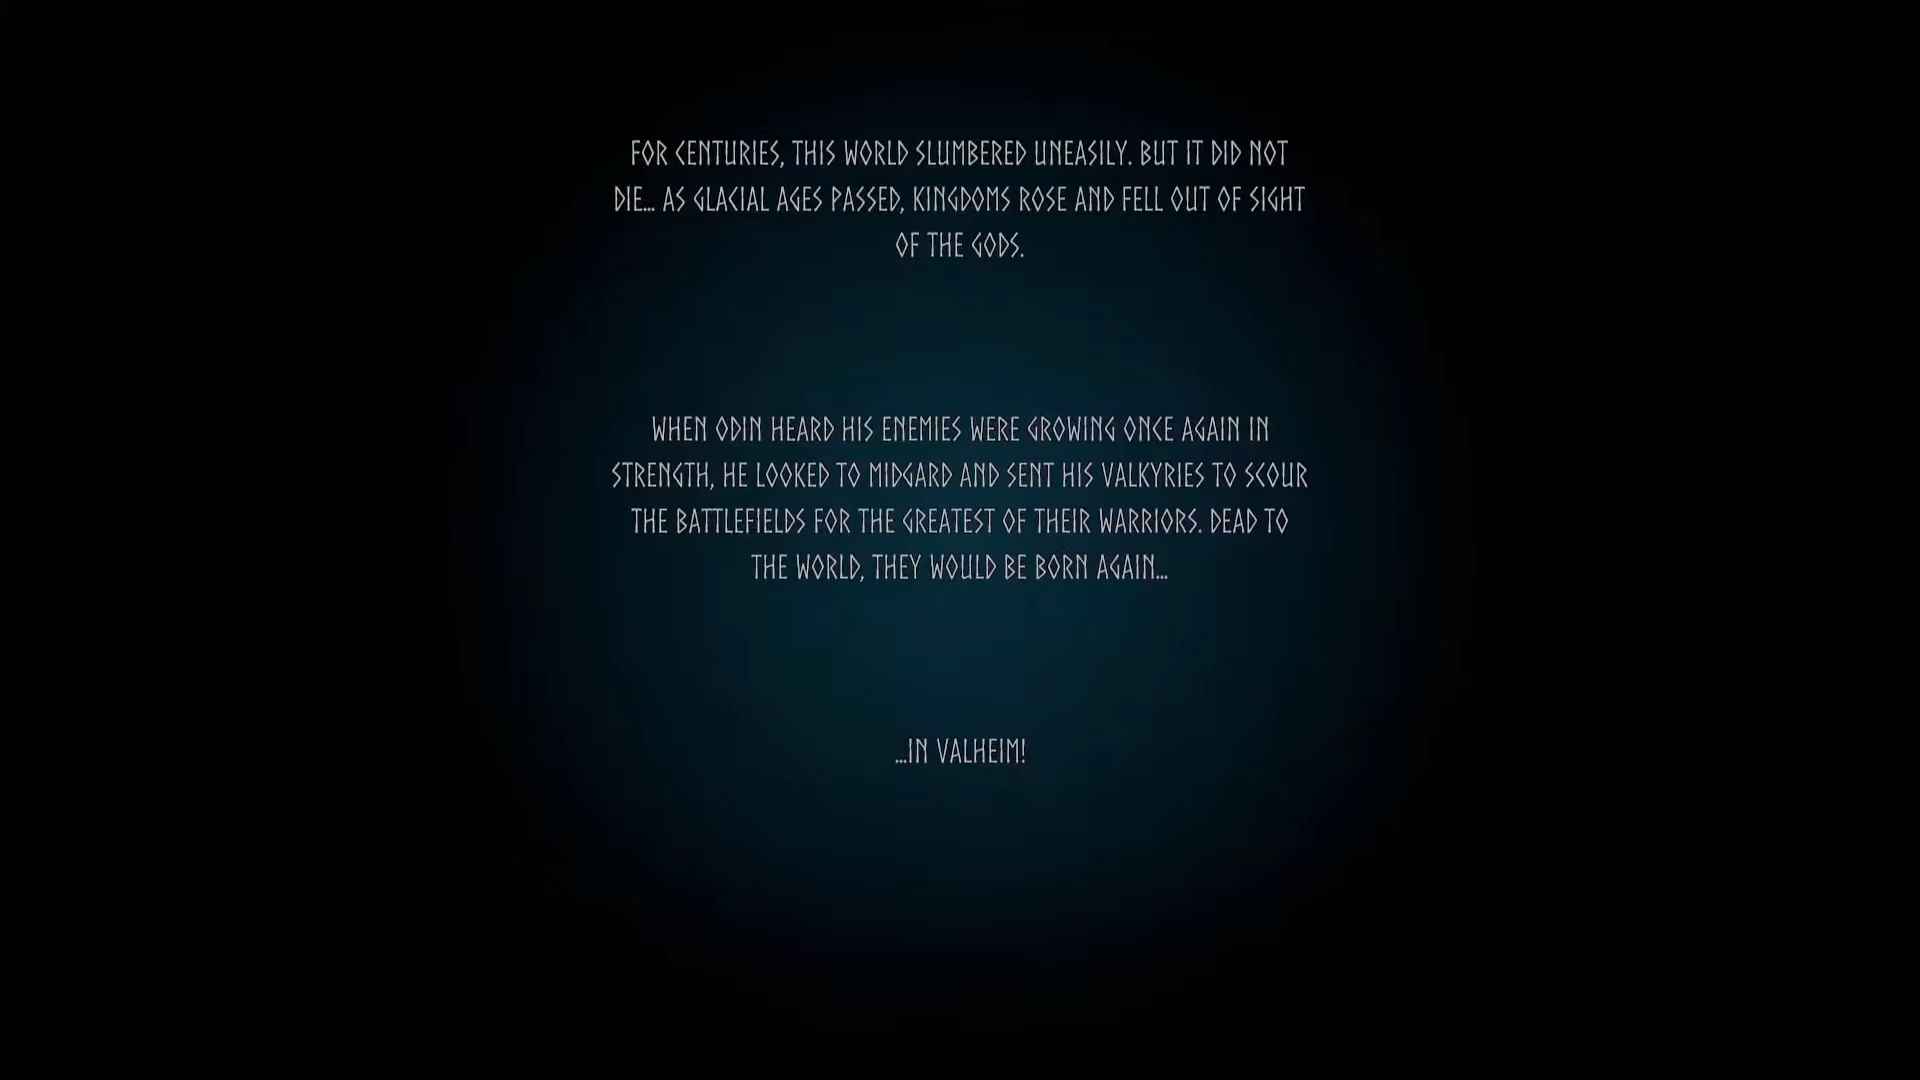 FOR CENTURIES, THIS WORLD SLUMBERED UNEASILY. BUT IT DID NOT
DIE... AS GLACIAL AGES PASSED, KINGDOMS ROSE AND FELL OUT OF SIGHT
OF THE GODS.
WHEN ODIN HEARD HIS ENEMIES WERE GROWING ONCE AGAIN IN
STRENGTH, HE LOOKED TO MIDGARD AND SENT HIS VALKYRIES TO SCOUR
THE BATTLEFIELDS FOR THE GREATEST OF THEIR WARRIORS. DEAD TO
THE WORLD, THEY WOULD BE BORN AGAIN...
...IN VALHEIM!